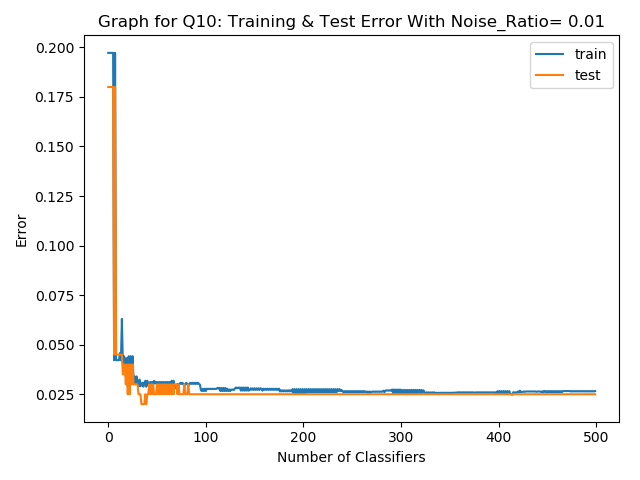 Graph for Q10: Training & Test Error With Noise_Ratio= 0.01
train
test
0.200
0.175
0.150
0.125
0.100
0.075
0.050
0.025
Error
0 100 200 300 400 500
Number of Classifiers